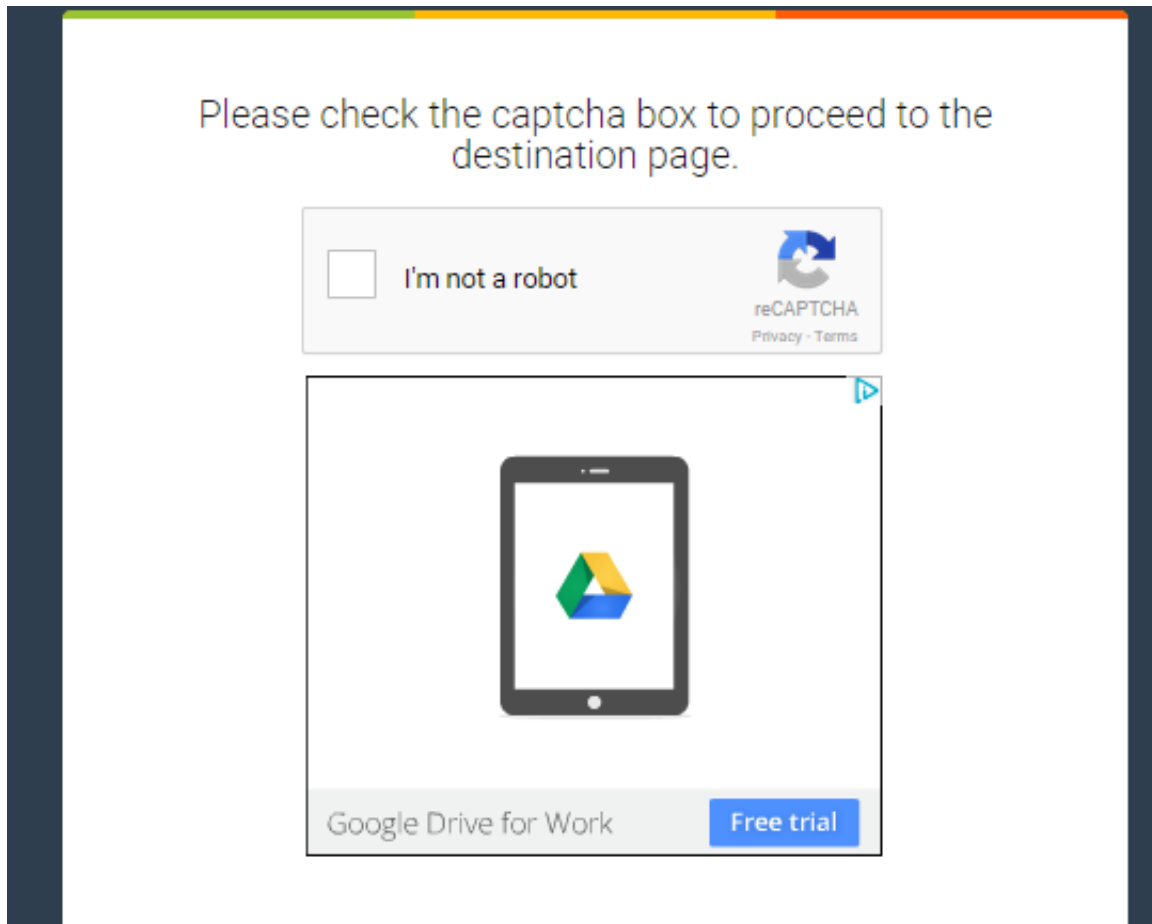 Please check the captcha box to proceed to the
destination page.
I'm not a robot
reCAPTCHA
Privacy - Terms
Google Drive for Work
Free trial